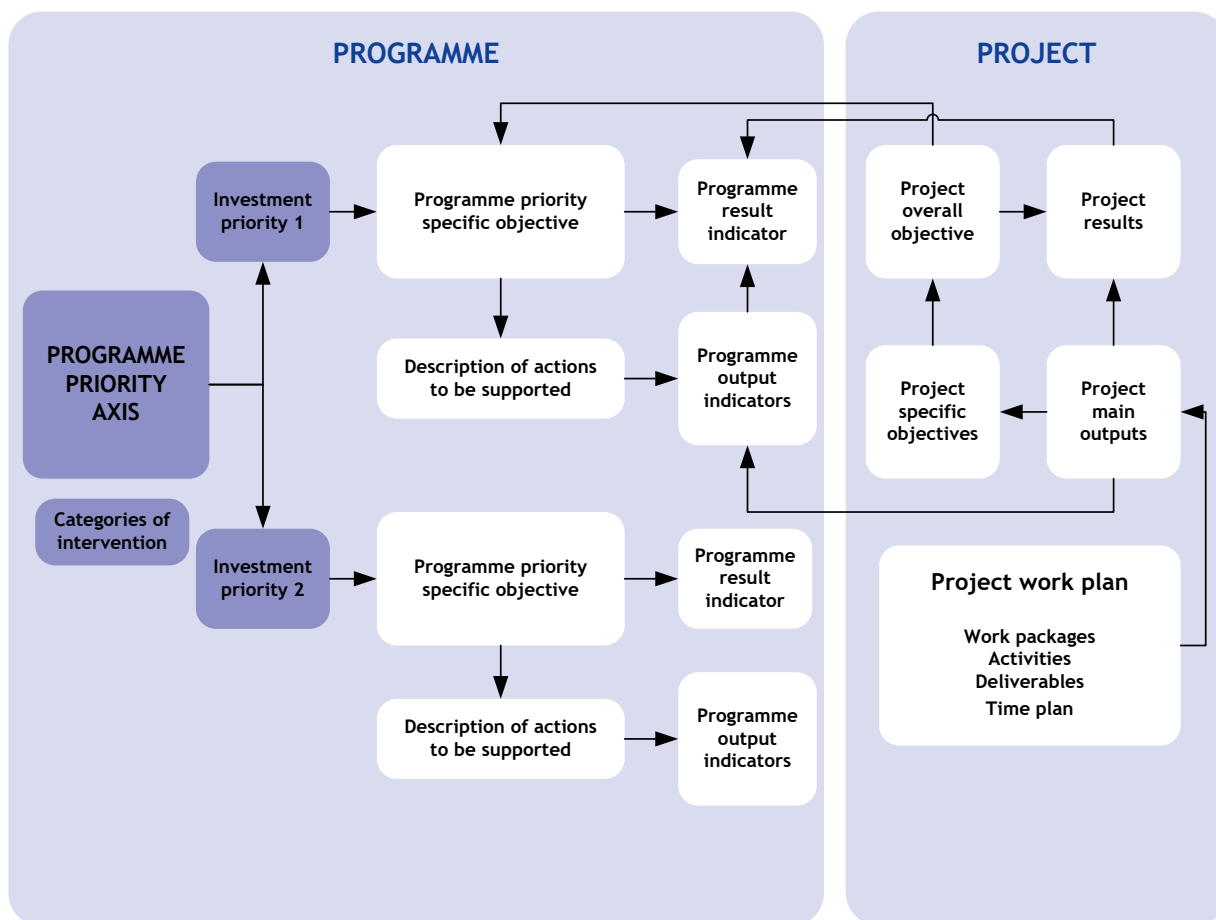 PROGRAMME
PROJECT
Investment
priority 1
Programme priority
specific objective
Programme
result
indicator
Project
overall
objective
Project
results
PROGRAMME
PRIORITY
AXIS
Description of actions
to be supported
Programme
output
indicators
Project
specific
objectives
Project
main
outputs
Categories of
intervention
Investment
priority 2
Programme priority
specific objective
Programme
result
indicator
Project work plan
Work packages
Activities
Deliverables
Time plan
Description of actions
to be supported
Programme
output
indicators